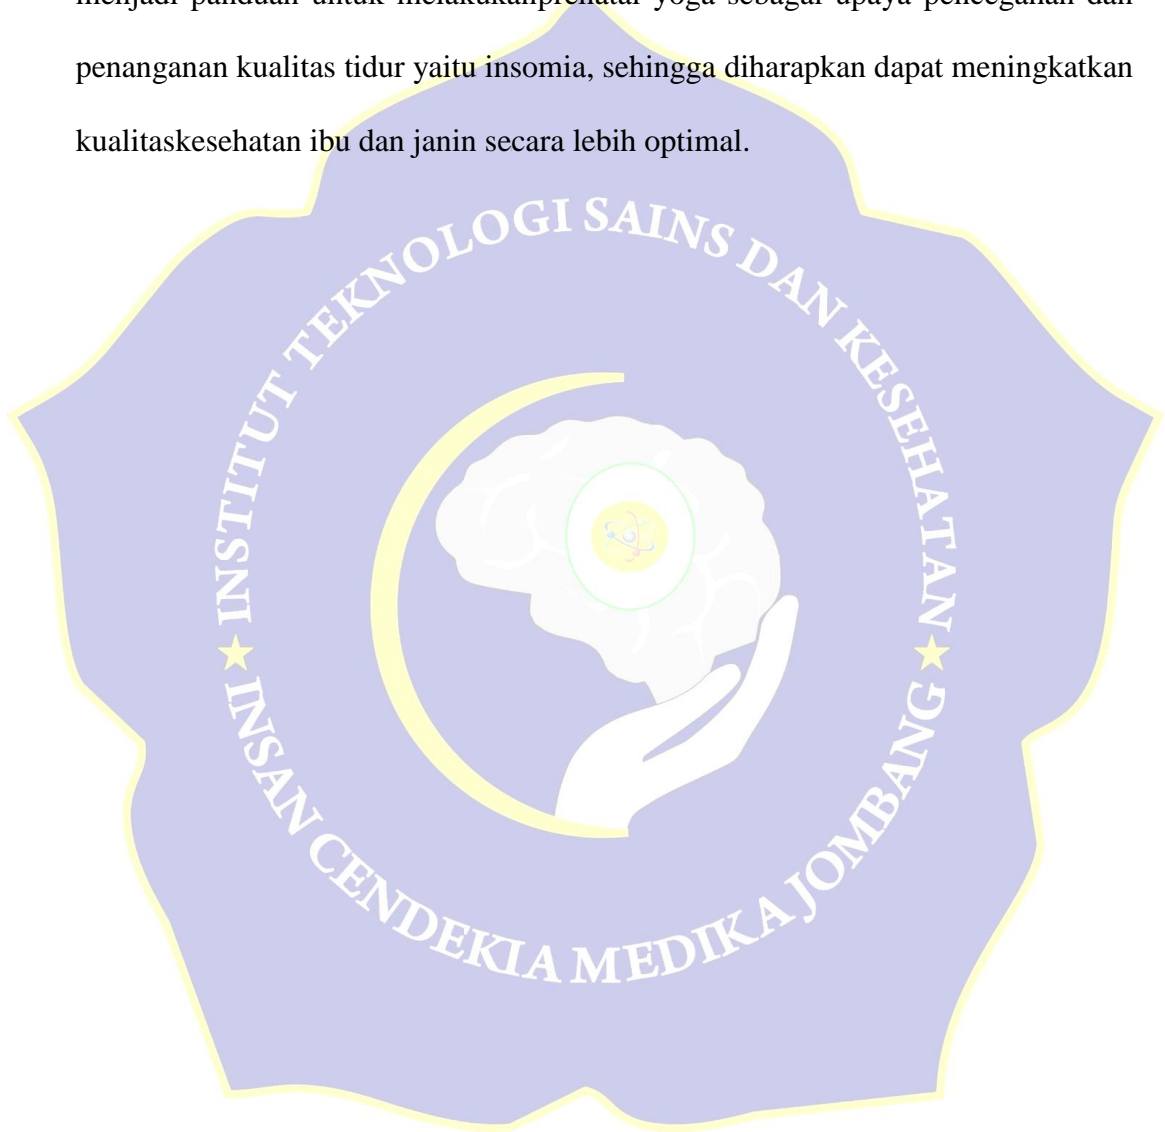 menjadi panduan untuk melakukanprenatal yoga sebagai upaya pencegahan dan
penanganan kualitas tidur yaitu insomia, sehingga diharapkan dapat meningkatkan
kualitaskesehatan ibu dan janin secara lebih optimal.
INSTITUT TEKNOLOGI SAINS DAN KESEHATAN
INSAN CENDEKIA MEDIKA JOMBANG